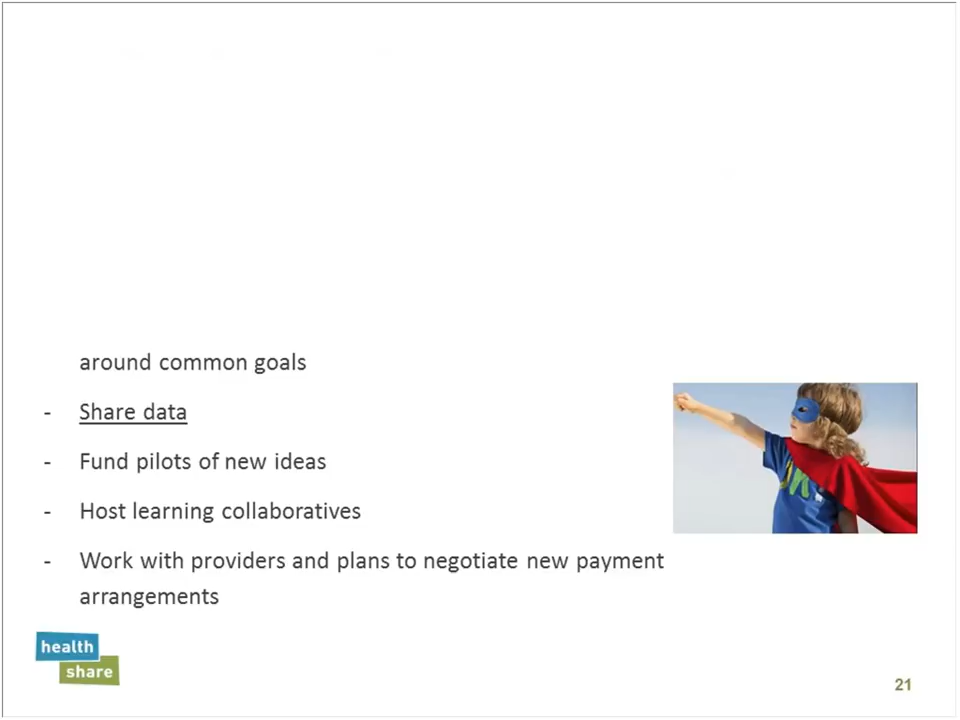 around common goals
- Share data
- Fund pilots of new ideas
- Host learning collaboratives
- Work with providers and plans to negotiate new payment
arrangements
health
share
21